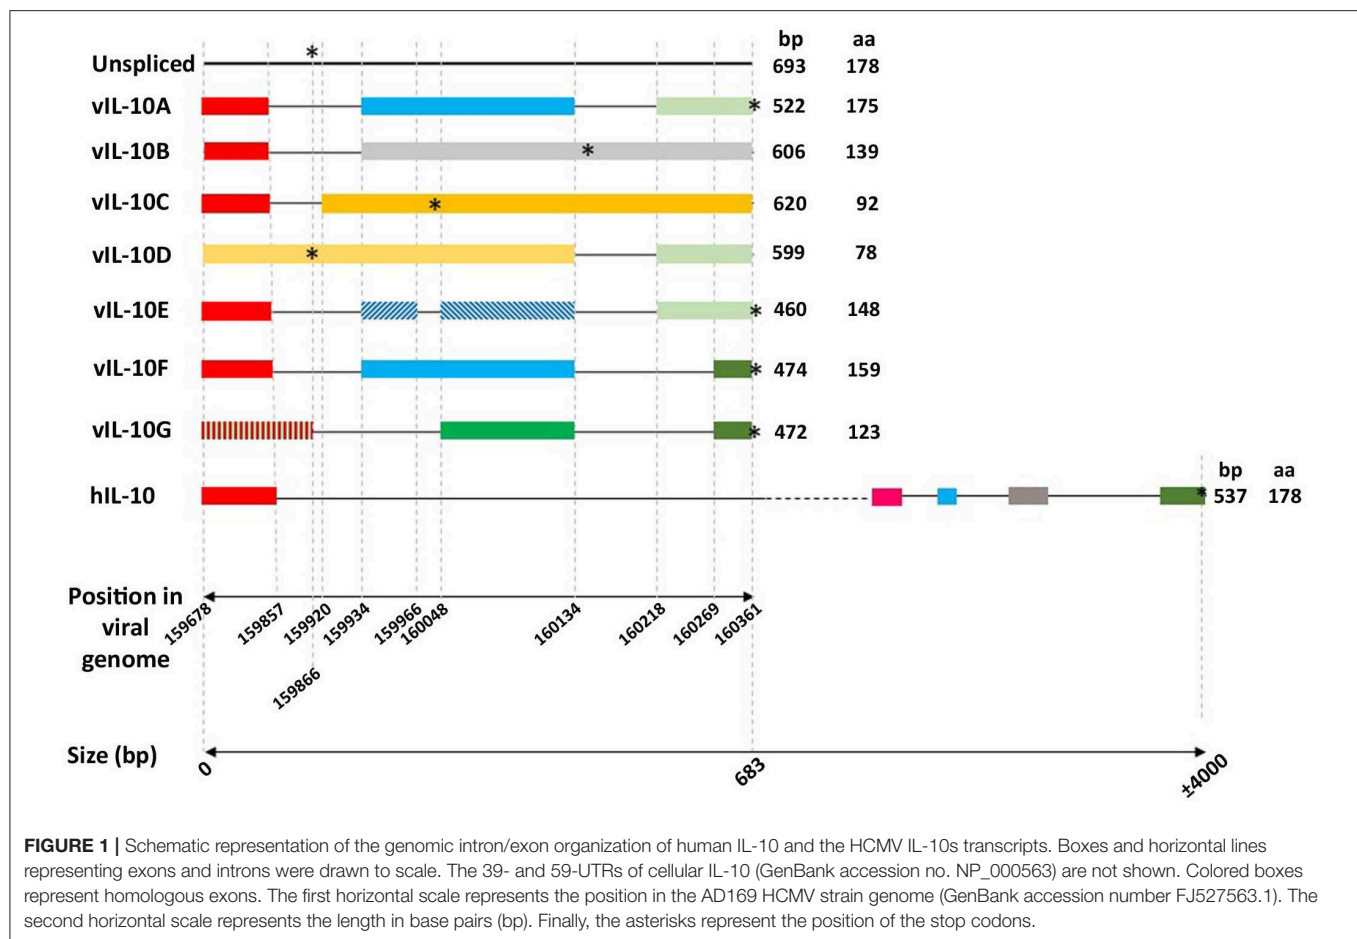 bp aa
Unspliced * 693 178
vIL-10A * 522 175
vIL-10B * 606 139
vIL-10C * 620 92
vIL-10D * 599 78
vIL-10E * 460 148
vIL-10F * 474 159
vIL-10G * 472 123
bp aa
hIL-10 * 537 178
Position in
viral
genome
159678 159857 159920 159934 159966 160048 160134 160218 160269 160361
159866
Size (bp)
0 683 ±4000
FIGURE 1 | Schematic representation of the genomic intron/exon organization of human IL-10 and the HCMV IL-10s transcripts. Boxes and horizontal lines
representing exons and introns were drawn to scale. The 39- and 59-UTRs of cellular IL-10 (GenBank accession no. NP_000563) are not shown. Colored boxes
represent homologous exons. The first horizontal scale represents the position in the AD169 HCMV strain genome (GenBank accession number FJ527563.1). The
second horizontal scale represents the length in base pairs (bp). Finally, the asterisks represent the position of the stop codons.